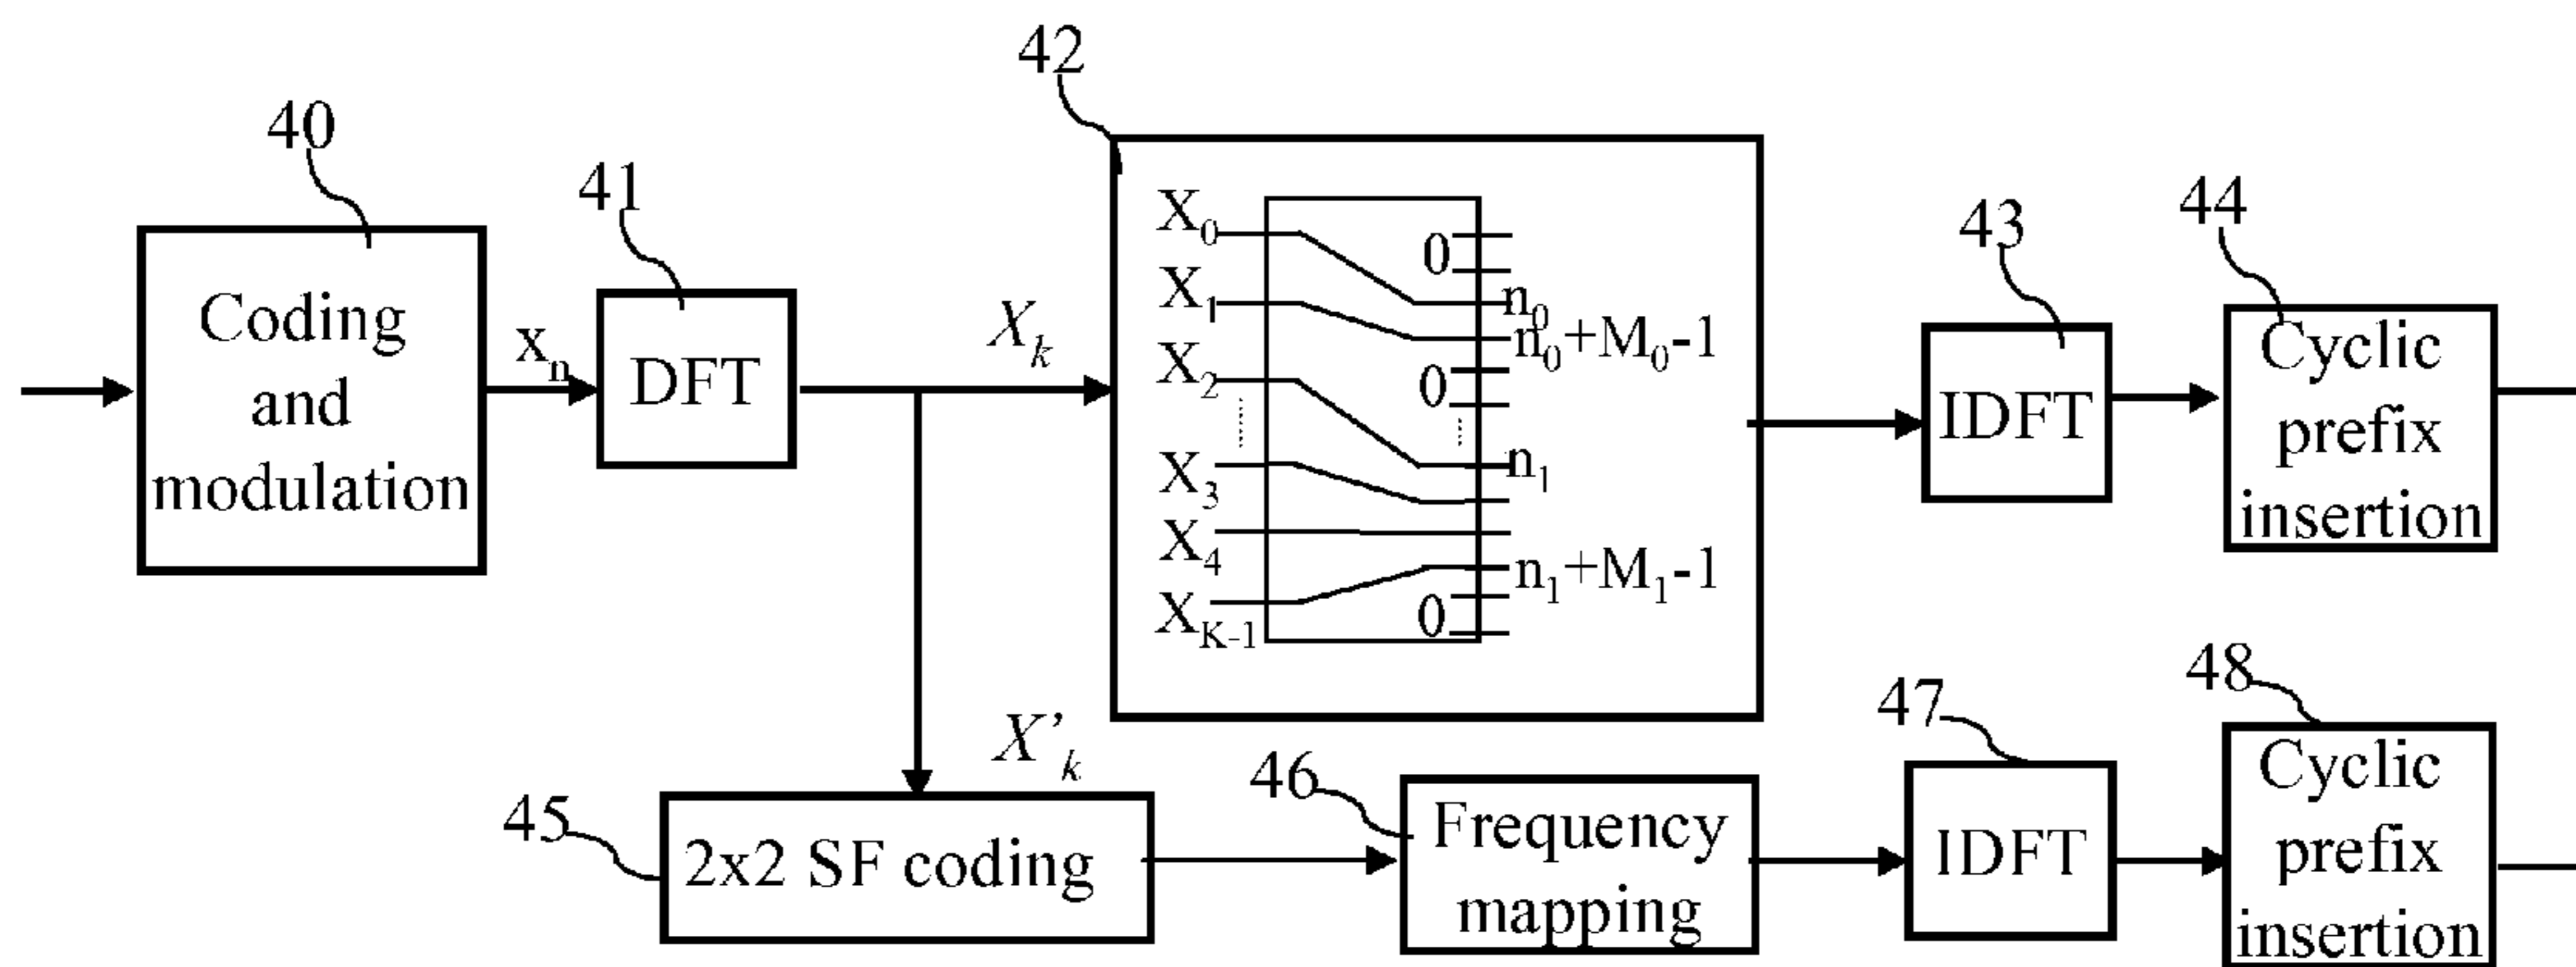 42
40
41
43
44
Coding
and
modulation
xₙ
DFT
Xₖ
X₀
X₁
X₂
X₃
X₄
X_K-1
0
n₀
n₀+M₀-1
0
n₁
n₁+M₁-1
0
IDFT
Cyclic
prefix
insertion
X’ₖ
45
2x2 SF coding
46
Frequency
mapping
47
IDFT
48
Cyclic
prefix
insertion